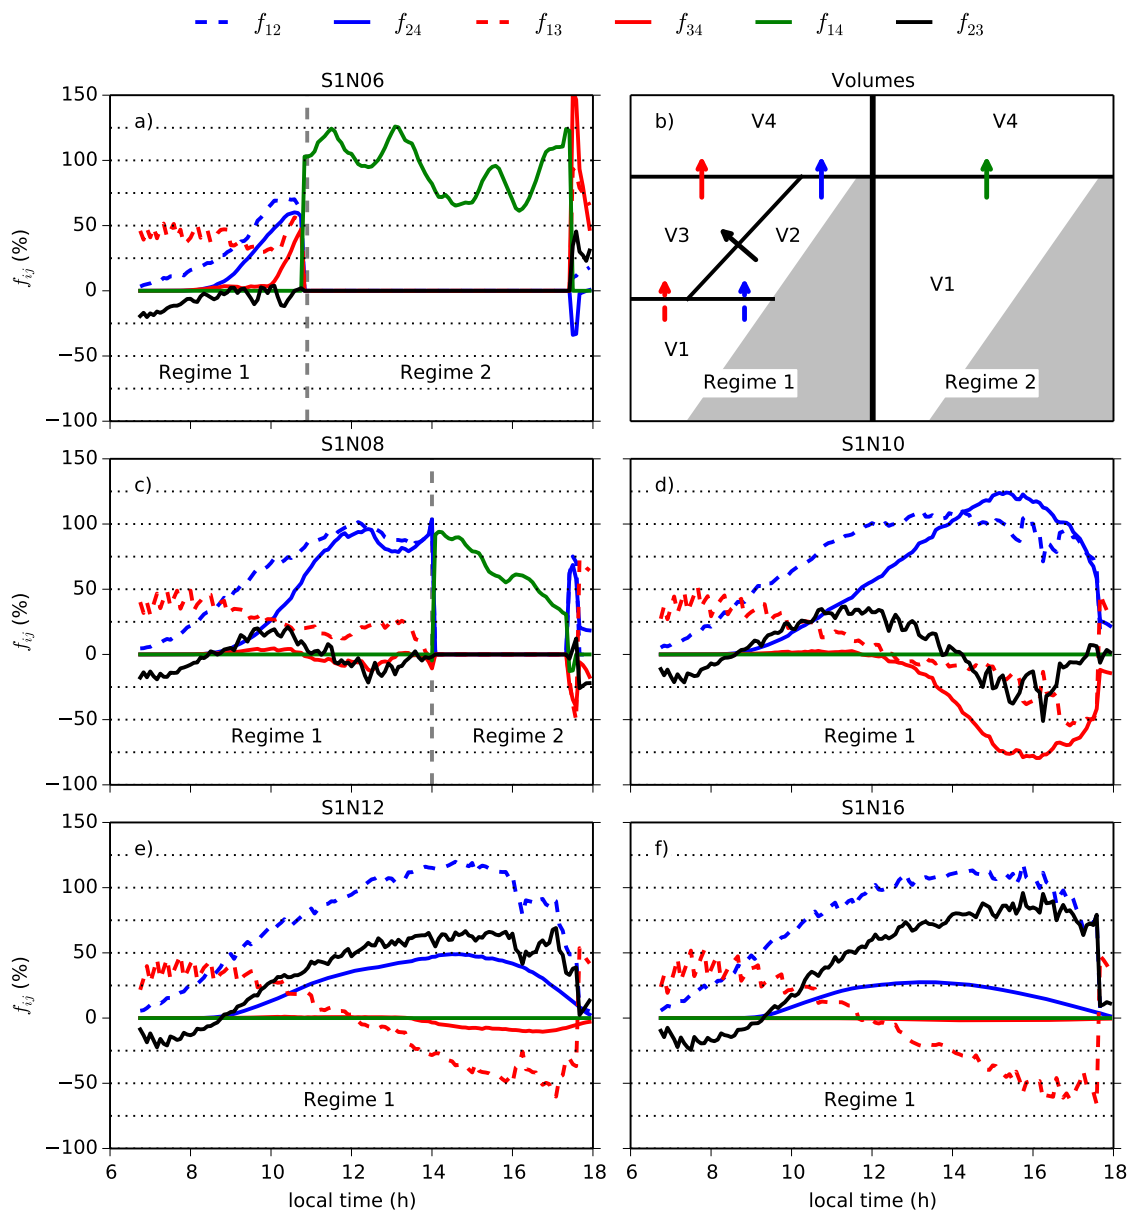 f12 f24 f13 f34 f14 f23
S1N06 Volumes
150
100
50
0
−50
−100
fij (%)
a)
Regime 1 Regime 2
b)
V4 V4
V3 V2
V1
V1
Regime 1 Regime 2
S1N08 S1N10
150
100
50
0
−50
−100
fij (%)
c)
Regime 1 Regime 2
d)
Regime 1
S1N12 S1N16
150
100
50
0
−50
−100
fij (%)
e)
Regime 1
f)
Regime 1
6 8 10 12 14 16 18 6 8 10 12 14 16 18
local time (h) local time (h)